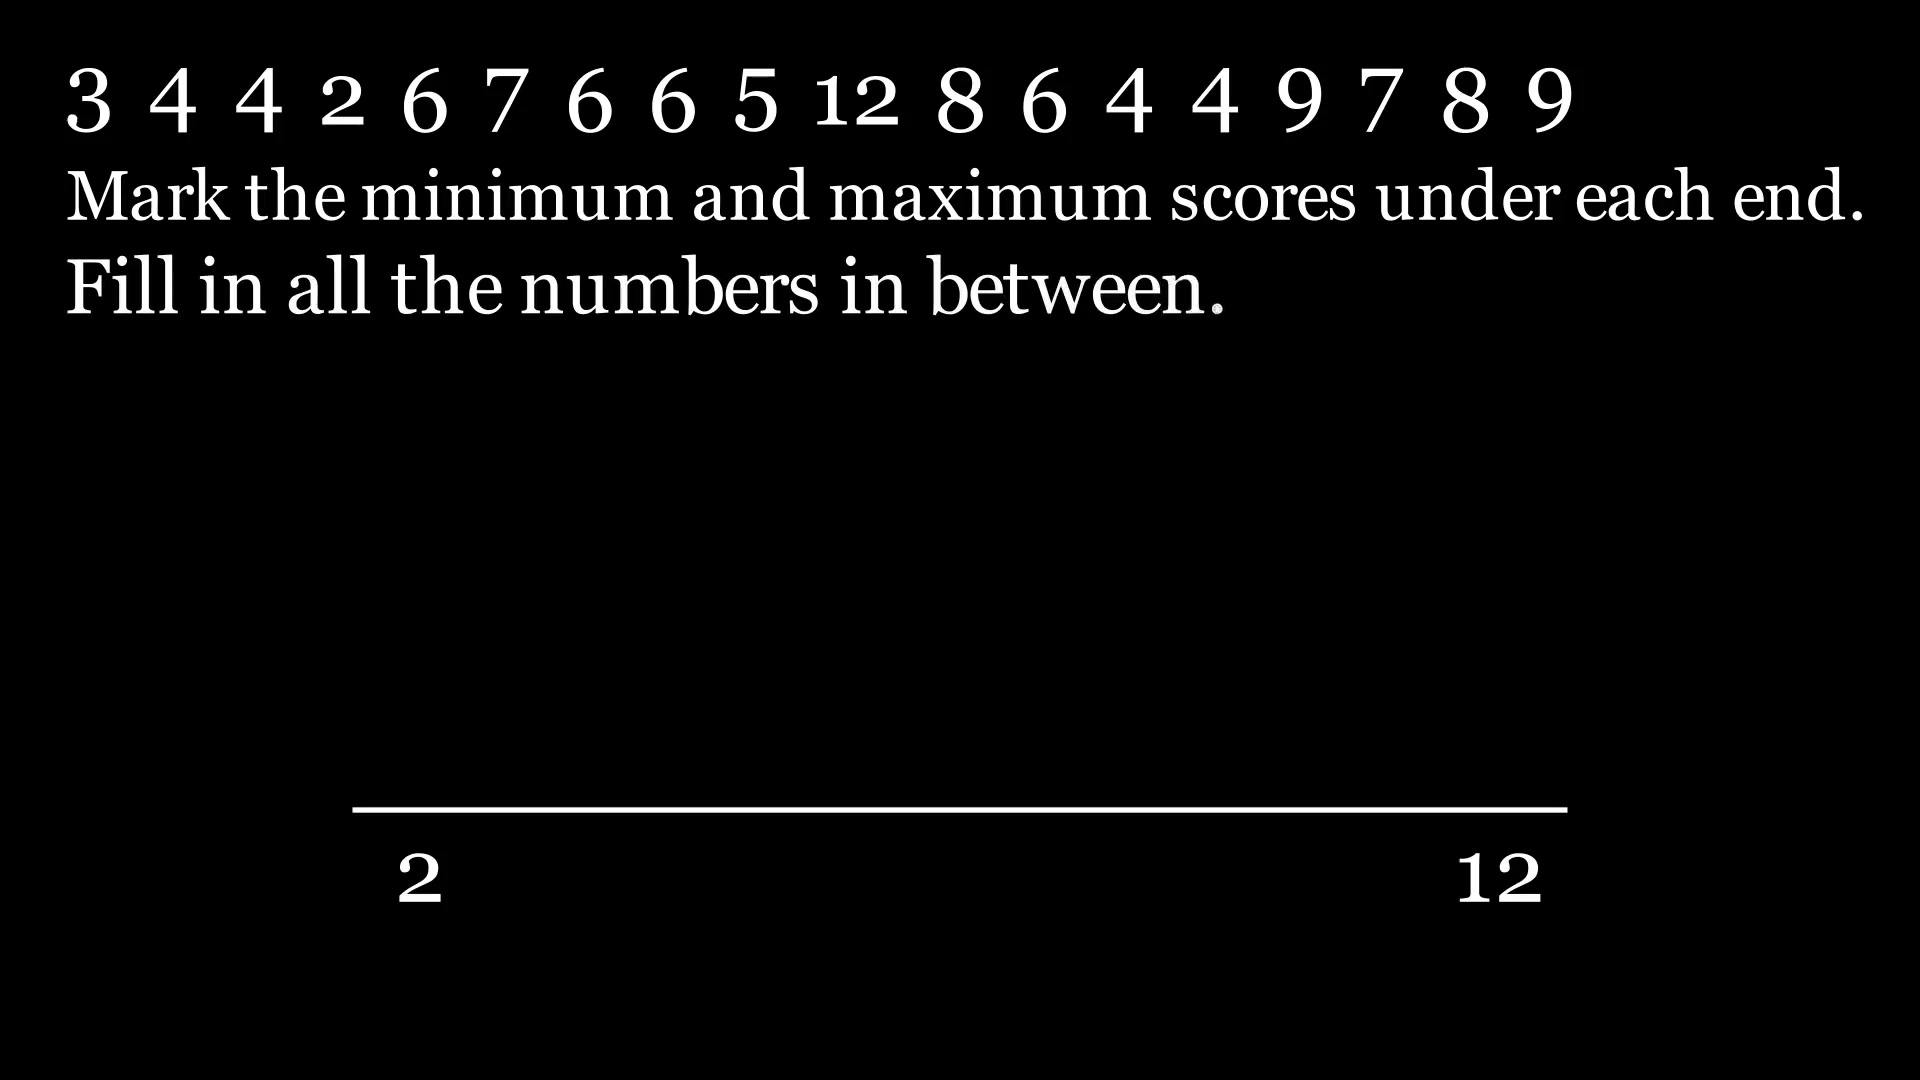 3 4 4 2 6 7 6 6 5 12 8 6 4 4 9 7 8 9
Mark the minimum and maximum scores under each end.
Fill in all the numbers in between.
2 12